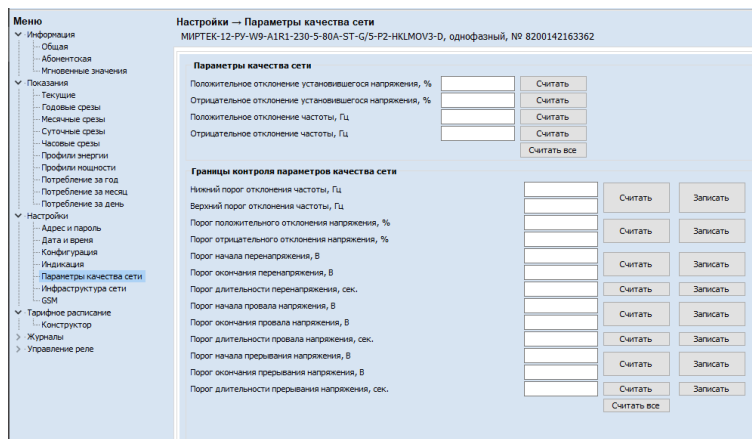 Меню
Информация
Общая
Абонентская
Мгновенные значения
Показания
Текущие
Годовые срезы
Месячные срезы
Суточные срезы
Часовые срезы
Профили энергии
Профили мощности
Потребление за год
Потребление за месяц
Потребление за день
Настройки
Адрес и пароль
Дата и время
Конфигурация
Индикация
Параметры качества сети
Инфраструктура сети
GSM
Тарифное расписание
Конструктор
Журналы
Управление реле
Настройки → Параметры качества сети
МИРТЕК-12-РУ-W9-A1R1-230-5-80A-ST-G/5-P2-HKLMOV3-D, однофазный, № 8200142163362
Параметры качества сети
Положительное отклонение установившегося напряжения, % Считать
Отрицательное отклонение установившегося напряжения, % Считать
Положительное отклонение частоты, Гц Считать
Отрицательное отклонение частоты, Гц Считать
Считать все
Границы контроля параметров качества сети
Нижний порог отклонения частоты, Гц
Считать Записать
Верхний порог отклонения частоты, Гц
Порог положительного отклонения напряжения, %
Считать Записать
Порог отрицательного отклонения напряжения, %
Порог начала перенапряжения, В
Считать Записать
Порог окончания перенапряжения, В
Порог длительности перенапряжения, сек. Считать Записать
Порог начала провала напряжения, В
Считать Записать
Порог окончания провала напряжения, В
Порог длительности провала напряжения, сек. Считать Записать
Порог начала прерывания напряжения, В
Считать Записать
Порог окончания прерывания напряжения, В
Порог длительности прерывания напряжения, сек. Считать Записать
Считать все